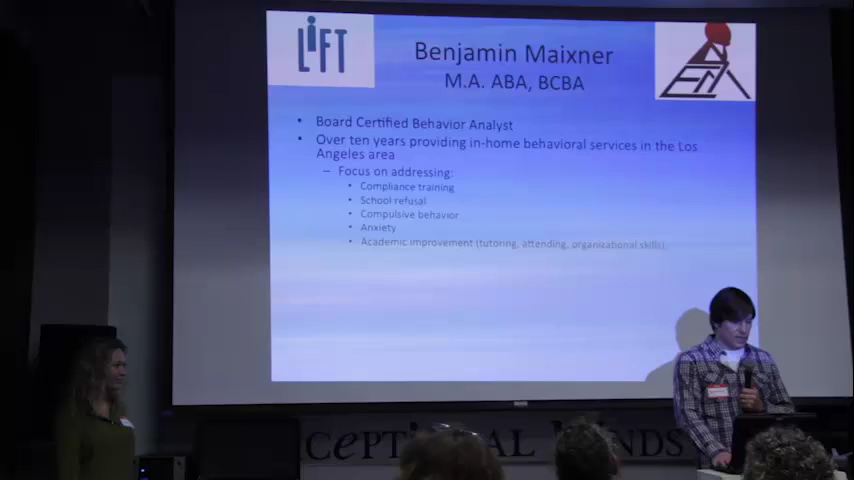 LiFT
Benjamin Maixner
M.A. ABA, BCBA
• Board Certified Behavior Analyst
• Over ten years providing in-home behavioral services in the Los
Angeles area
– Focus on addressing:
• Compliance training
• School refusal
• Compulsive behavior
• Anxiety
• Academic improvement (tutoring, attending, organizational skills)